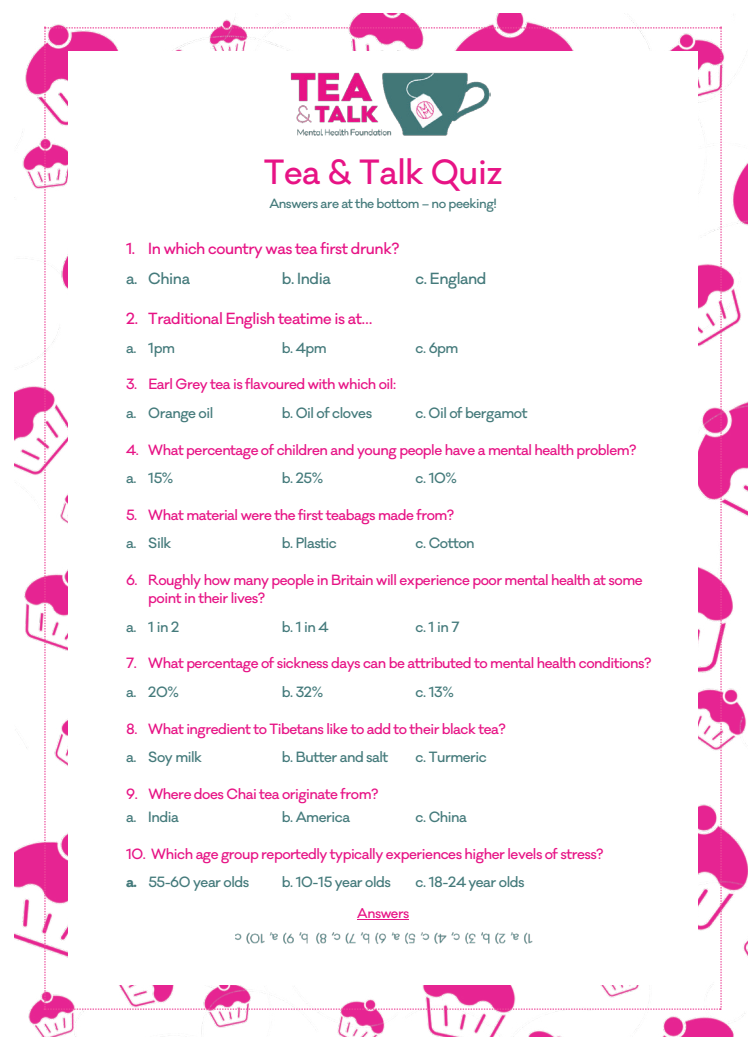 TEA
& TALK
Mental Health Foundation
Tea & Talk Quiz
Answers are at the bottom – no peeking!
1. In which country was tea first drunk?
a. China b. India c. England
2. Traditional English teatime is at...
a. 1pm b. 4pm c. 6pm
3. Earl Grey tea is flavoured with which oil:
a. Orange oil b. Oil of cloves c. Oil of bergamot
4. What percentage of children and young people have a mental health problem?
a. 15% b. 25% c. 10%
5. What material were the first teabags made from?
a. Silk b. Plastic c. Cotton
6. Roughly how many people in Britain will experience poor mental health at some
point in their lives?
a. 1 in 2 b. 1 in 4 c. 1 in 7
7. What percentage of sickness days can be attributed to mental health conditions?
a. 20% b. 32% c. 13%
8. What ingredient to Tibetans like to add to their black tea?
a. Soy milk b. Butter and salt c. Turmeric
9. Where does Chai tea originate from?
a. India b. America c. China
10. Which age group reportedly typically experiences higher levels of stress?
a. 55-60 year olds b. 10-15 year olds c. 18-24 year olds
Answers
1) a, 2) b, 3) c, 4) c, 5) a, 6) b, 7) c, 8) b, 9) a, 10) c